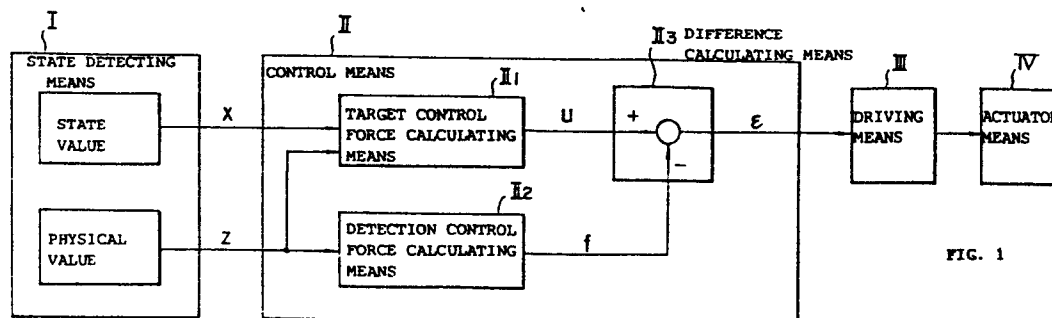 I
STATE DETECTING
MEANS
STATE
VALUE
PHYSICAL
VALUE
X
Z
II
CONTROL MEANS
II1
TARGET CONTROL
FORCE CALCULATING
MEANS
II2
DETECTION CONTROL
FORCE CALCULATING
MEANS
U
f
II3
DIFFERENCE
CALCULATING MEANS
+
−
ε
III
DRIVING
MEANS
IV
ACTUATOR
MEANS
FIG. 1